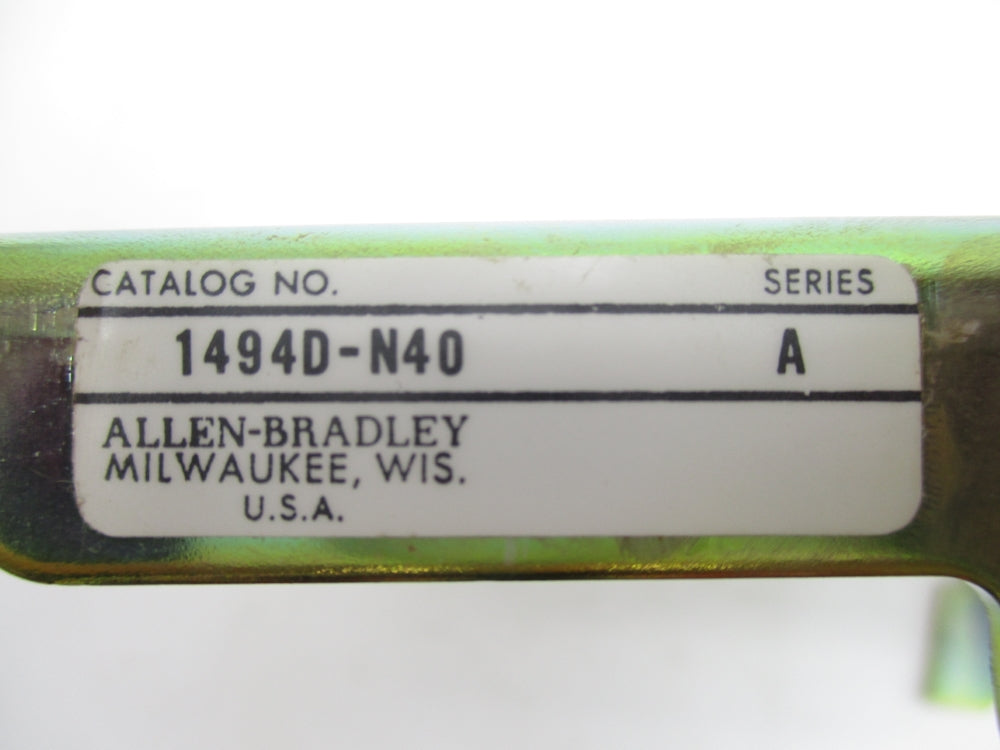 CATALOG NO. SERIES
1494D-N40 A
ALLEN-BRADLEY
MILWAUKEE, WIS.
U.S.A.